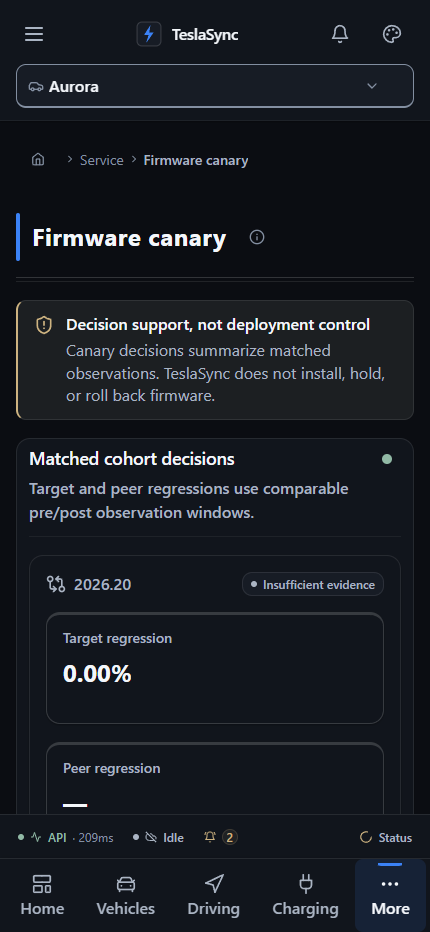 TeslaSync
Aurora
Service
Firmware canary
Firmware canary
Decision support, not deployment control
Canary decisions summarize matched
observations. TeslaSync does not install, hold,
or roll back firmware.
Matched cohort decisions
Target and peer regressions use comparable
pre/post observation windows.
2026.20
Insufficient evidence
Target regression
0.00%
Peer regression
—
API · 209ms
Idle
2
Status
Home
Vehicles
Driving
Charging
More